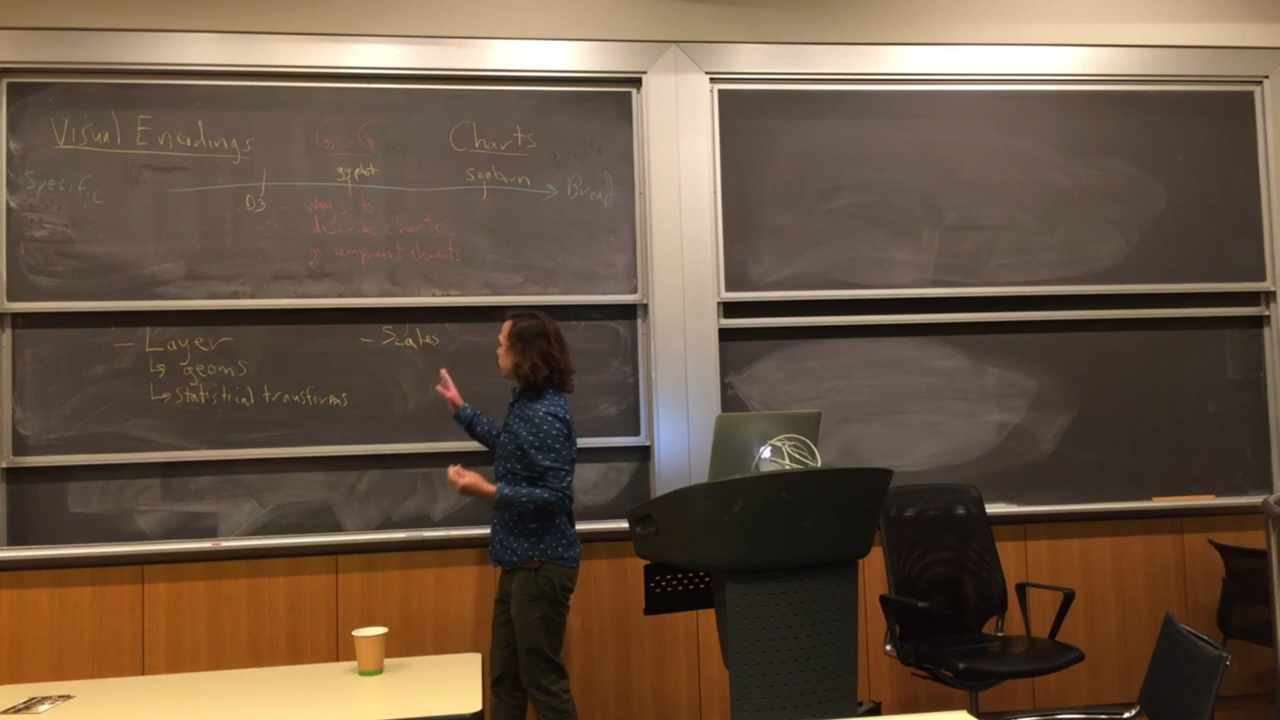 Visual Encodings
GoG
Charts
ggplot
seaborn
Specific
Broad
D3
- ways to
describe charts
in component elements
- Layer
↳ geoms
↳ statistical transforms
- Scales